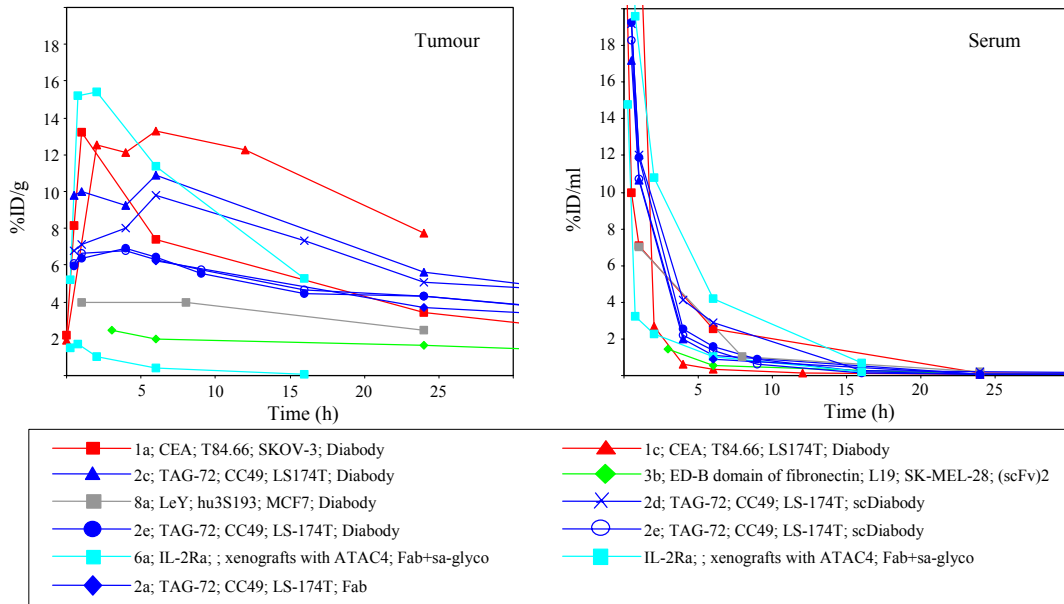 Tumour
%ID/g
18
16
14
12
10
8
6
4
2
5
10
15
20
25
Time (h)
Serum
%ID/ml
18
16
14
12
10
8
6
4
2
5
10
15
20
25
Time (h)
1a; CEA; T84.66; SKOV-3; Diabody
2c; TAG-72; CC49; LS174T; Diabody
8a; LeY; hu3S193; MCF7; Diabody
2e; TAG-72; CC49; LS-174T; Diabody
6a; IL-2Ra; ; xenografts with ATAC4; Fab+sa-glyco
2a; TAG-72; CC49; LS-174T; Fab
1c; CEA; T84.66; LS174T; Diabody
3b; ED-B domain of fibronectin; L19; SK-MEL-28; (scFv)2
2d; TAG-72; CC49; LS-174T; scDiabody
2e; TAG-72; CC49; LS-174T; scDiabody
IL-2Ra; ; xenografts with ATAC4; Fab+sa-glyco